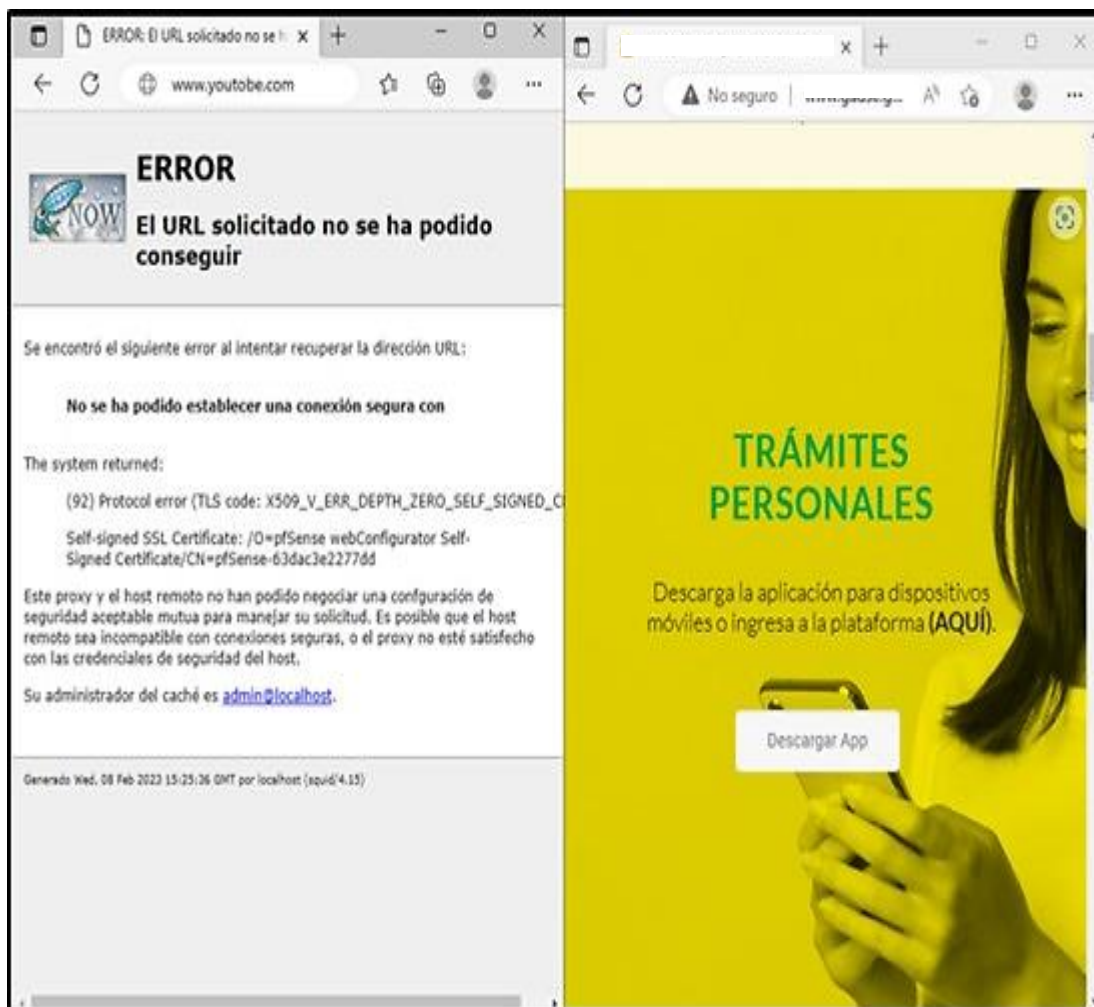 ERROR: El URL solicitado no se h
www.youtobe.com
NOW
ERROR
El URL solicitado no se ha podido
conseguir
Se encontró el siguiente error al intentar recuperar la dirección URL:
No se ha podido establecer una conexión segura con
The system returned:
(92) Protocol error (TLS code: X509_V_ERR_DEPTH_ZERO_SELF_SIGNED_C
Self-signed SSL Certificate: /O=pfSense webConfigurator Self-
Signed Certificate/CN=pfSense-63dac3e2277dd
Este proxy y el host remoto no han podido negociar una confguración de
seguridad aceptable mutua para manejar su solicitud. Es posible que el host
remoto sea incompatible con conexiones seguras, o el proxy no esté satisfecho
con las credenciales de seguridad del host.
Su administrador del caché es admin@localhost.
Generado Wed, 08 Feb 2023 15:25:36 GMT por localhost (squid/4.15)
No seguro
TRÁMITES
PERSONALES
Descarga la aplicación para dispositivos
móviles o ingresa a la plataforma (AQUÍ).
Descargar App